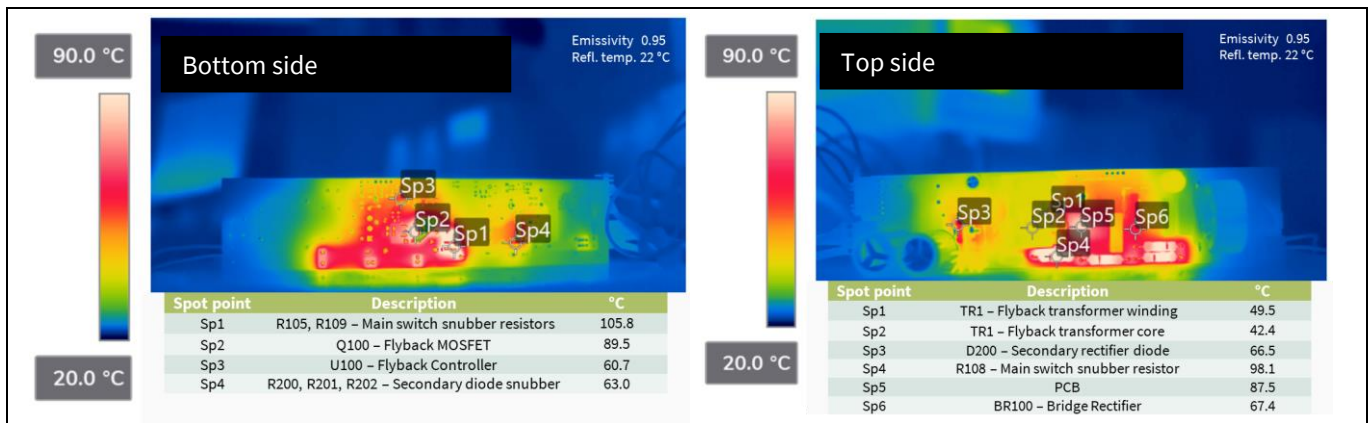 90.0 °C
Bottom side
Emissivity 0.95
Refl. temp. 22 °C
Sp3
Sp2
Sp1
Sp4
20.0 °C
Spot point Description °C
Sp1 R105, R109 – Main switch snubber resistors 105.8
Sp2 Q100 – Flyback MOSFET 89.5
Sp3 U100 – Flyback Controller 60.7
Sp4 R200, R201, R202 – Secondary diode snubber 63.0
90.0 °C
Top side
Emissivity 0.95
Refl. temp. 22 °C
Sp1
Sp3
Sp2
Sp5
Sp6
Sp4
20.0 °C
Spot point Description °C
Sp1 TR1 – Flyback transformer winding 49.5
Sp2 TR1 – Flyback transformer core 42.4
Sp3 D200 – Secondary rectifier diode 66.5
Sp4 R108 – Main switch snubber resistor 98.1
Sp5 PCB 87.5
Sp6 BR100 – Bridge Rectifier 67.4